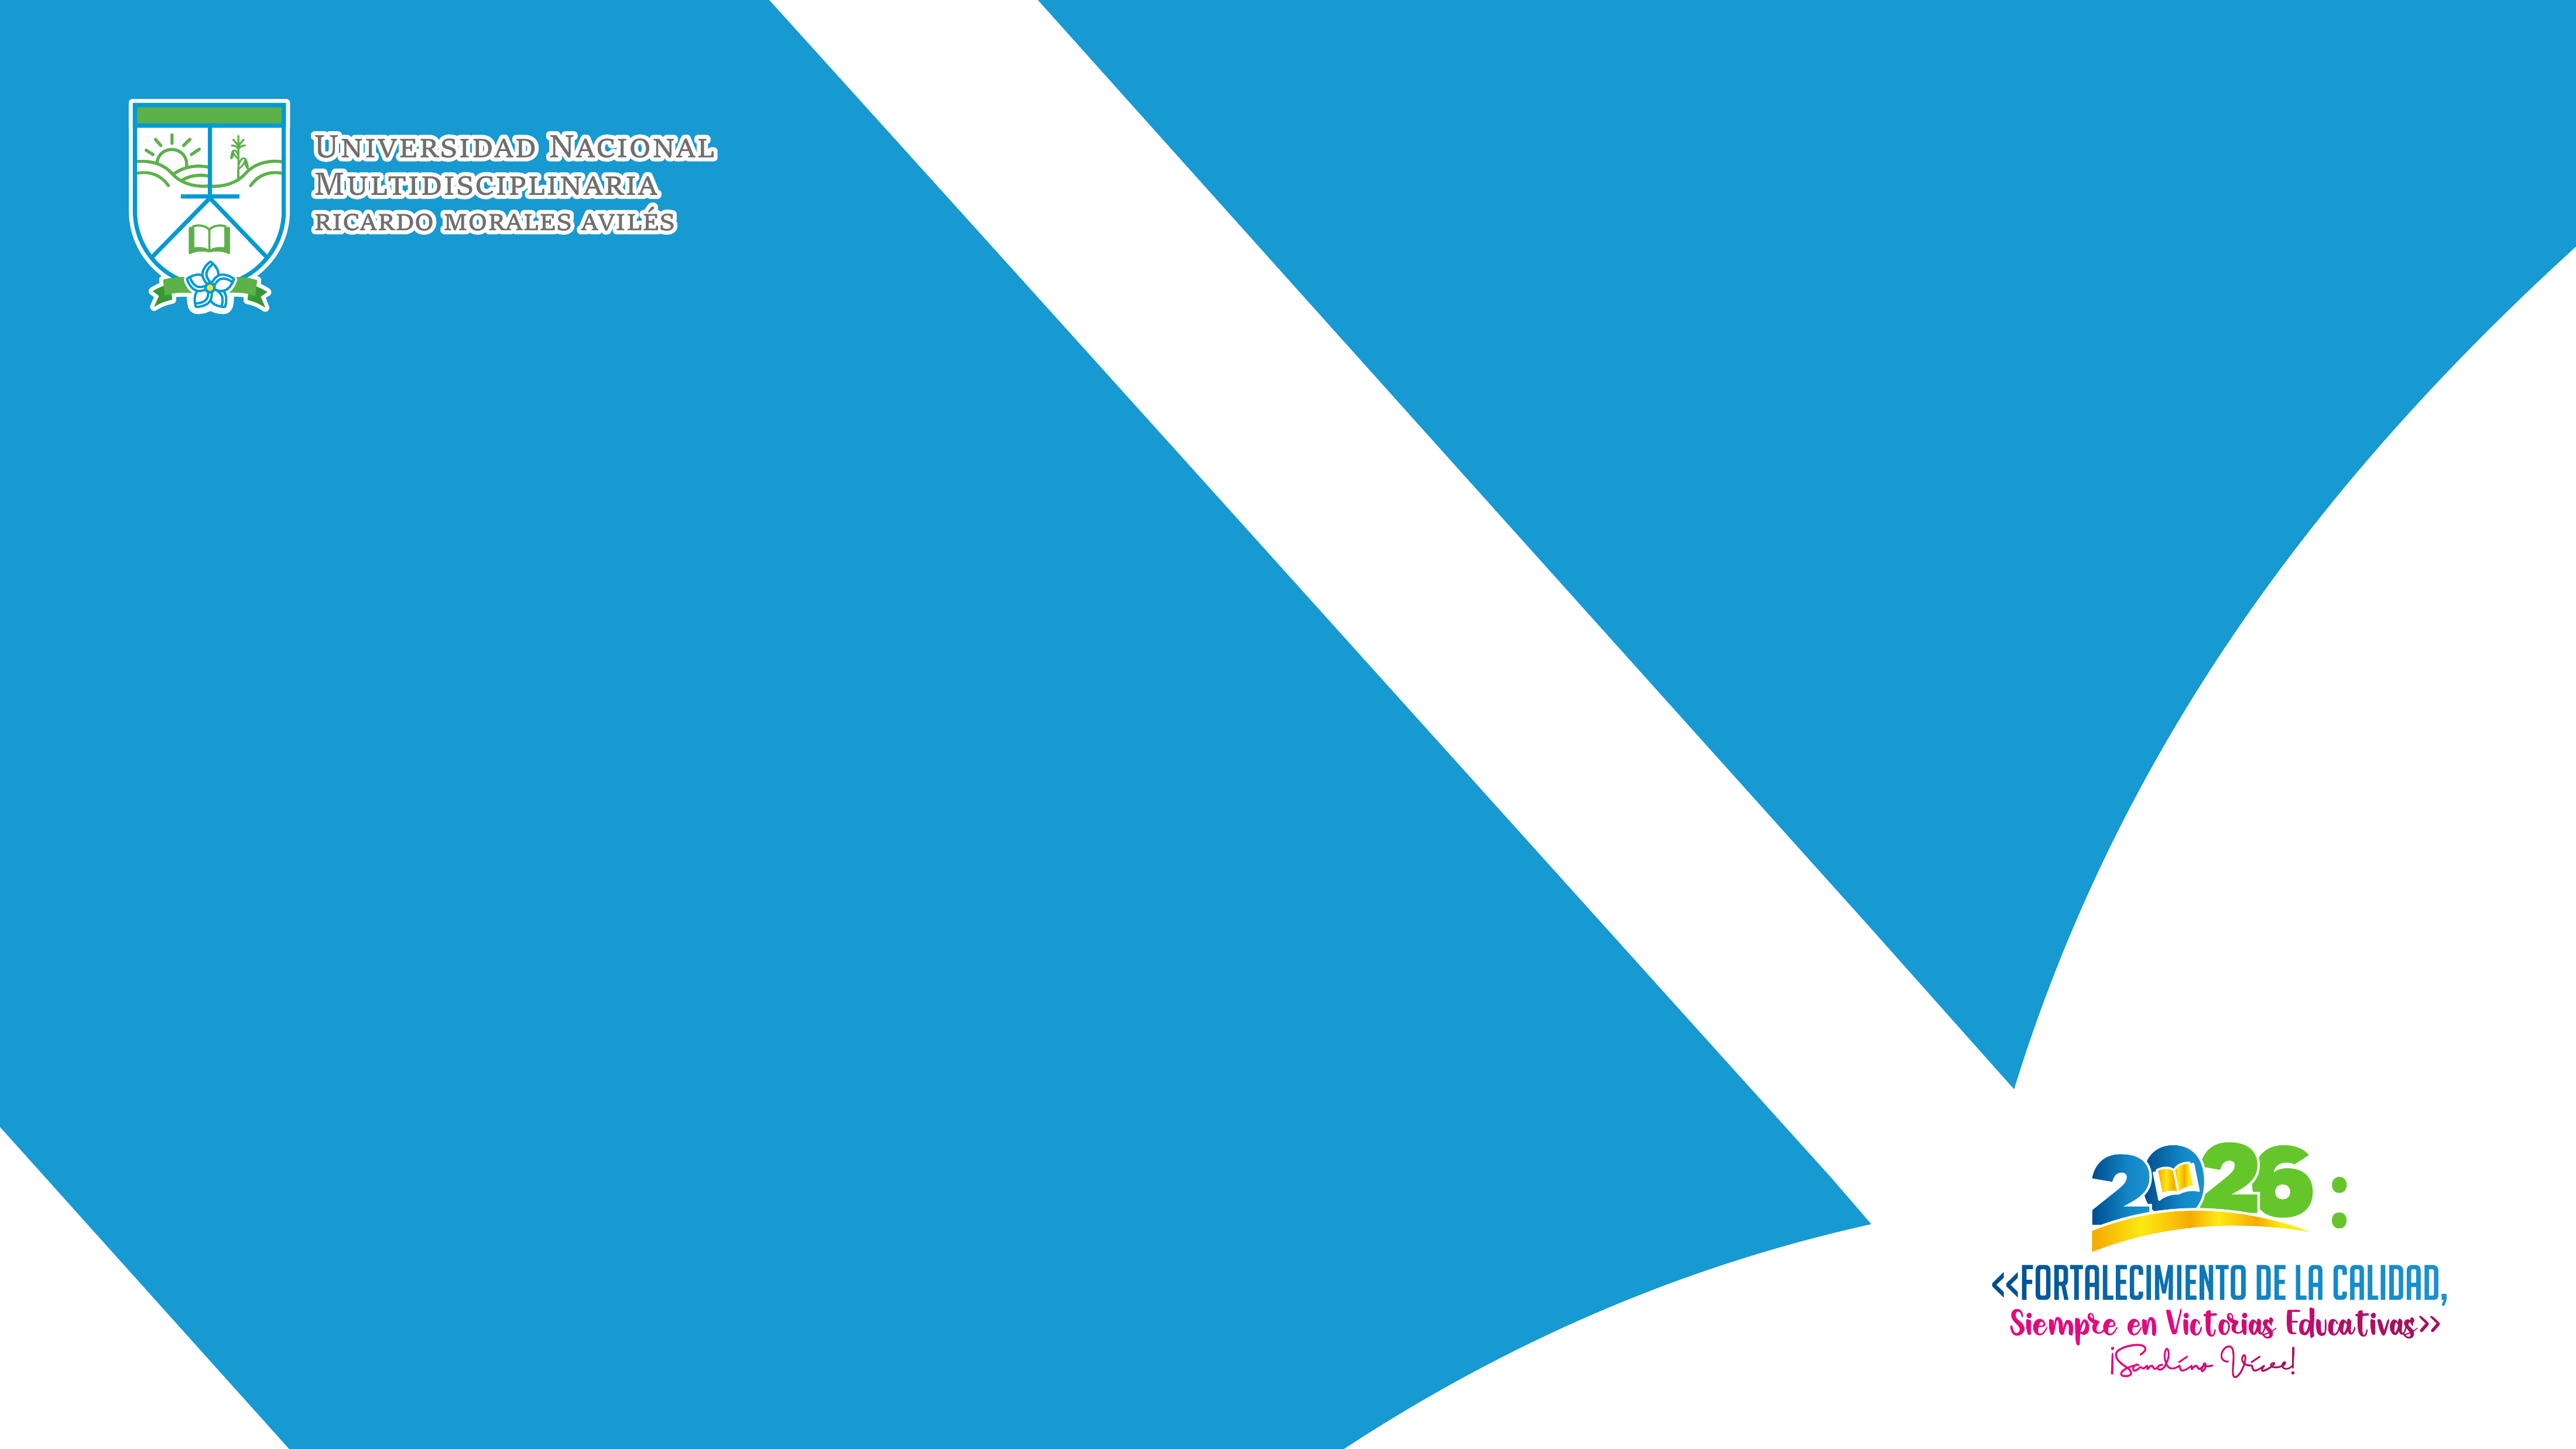 Universidad Nacional
Multidisciplinaria
Ricardo Morales Avilés
2026:
<<FORTALECIMIENTO DE LA CALIDAD,
Siempre en Victorias Educativas>>
¡Sandino Vive!